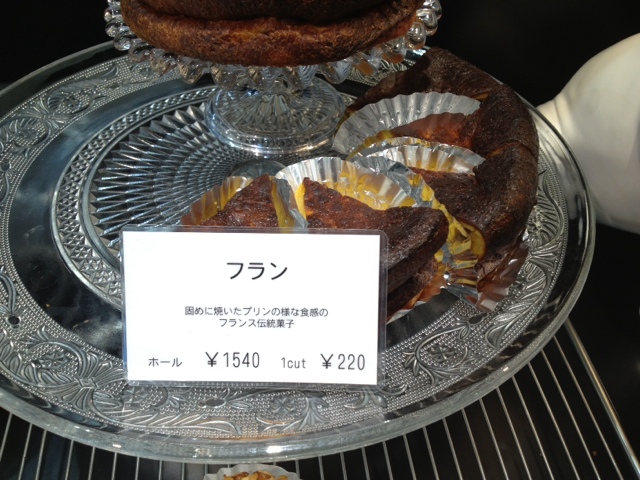 フラン
固めに焼いたプリンの様な食感の
フランス伝統菓子
ホール ￥1540 1cut ￥220